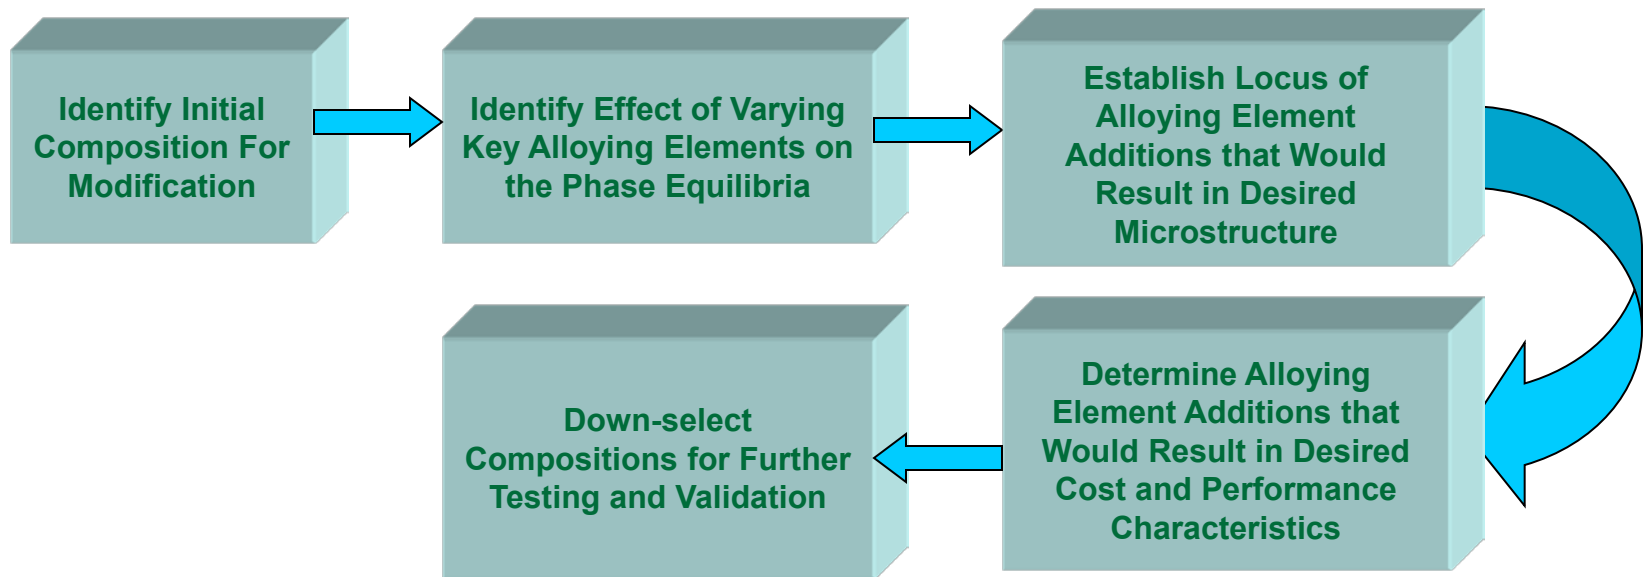 Identify Initial
Composition For
Modification
Identify Effect of Varying
Key Alloying Elements on
the Phase Equilibria
Establish Locus of
Alloying Element
Additions that Would
Result in Desired
Microstructure
Determine Alloying
Element Additions that
Would Result in Desired
Cost and Performance
Characteristics
Down-select
Compositions for Further
Testing and Validation